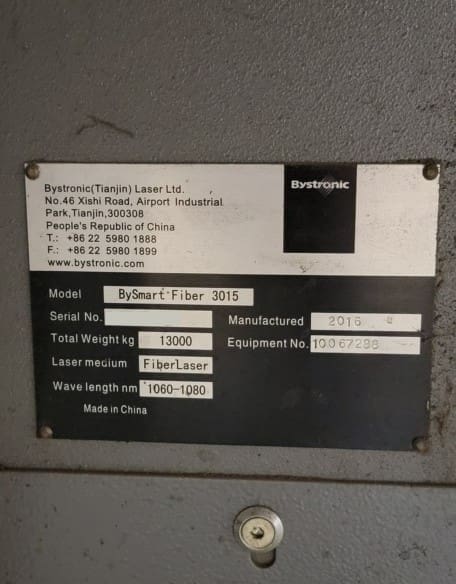 Bystronic(Tianjin) Laser Ltd.
No.46 Xishi Road, Airport Industrial
Park,Tianjin,300308
People's Republic of China
T.: +86 22 5980 1888
F.: +86 22 5980 1899
www.bystronic.com
Bystronic
Model BySmart Fiber 3015
Serial No.
Manufactured 2016
Total Weight kg 13000
Equipment No.
Laser medium FiberLaser
Wave length nm 1060-1080
Made in China